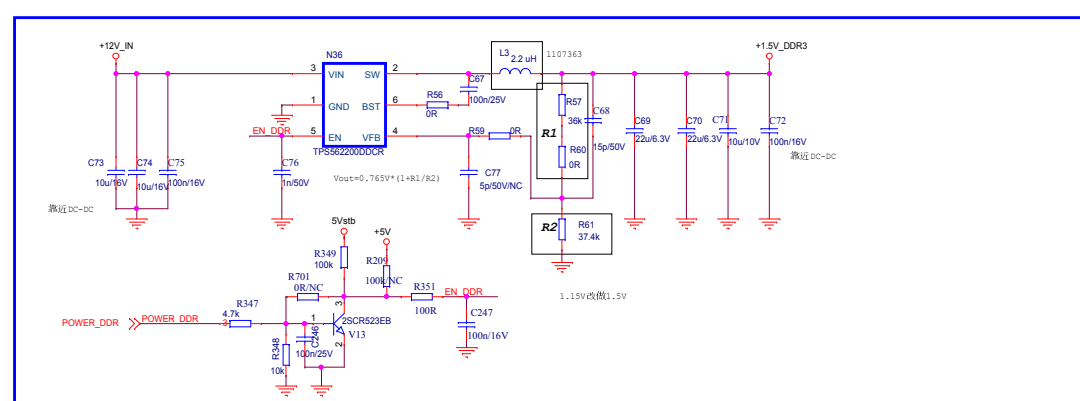 +12V_IN
N36
L3
2.2 uH
1107363
+1.5V_DDR3
3
VIN
SW
2
C67
100n/25V
1
GND
BST
6
R56
0R
R57
36k
C68
15p/50V
C69
22u/6.3V
C70
22u/6.3V
C71
10u/10V
C72
100n/16V
EN_DDR
5
EN
VFB
4
R59
0R
R1
R60
0R
TPS562200DDCR
靠近DC-DC
C73
10u/16V
C74
10u/16V
C75
100n/16V
C76
1n/50V
Vout=0.765V*(1+R1/R2)
C77
5p/50V/NC
靠近DC-DC
R2
R61
37.4k
5Vstb
+5V
R349
100k
R209
100k/NC
R701
0R/NC
R351
100R
EN_DDR
1.15V改做1.5V
R347
4.7k
POWER_DDR
POWER_DDR
3
1
2SCR523EB
V13
2
C247
100n/16V
C246
100n/25V
R348
10k